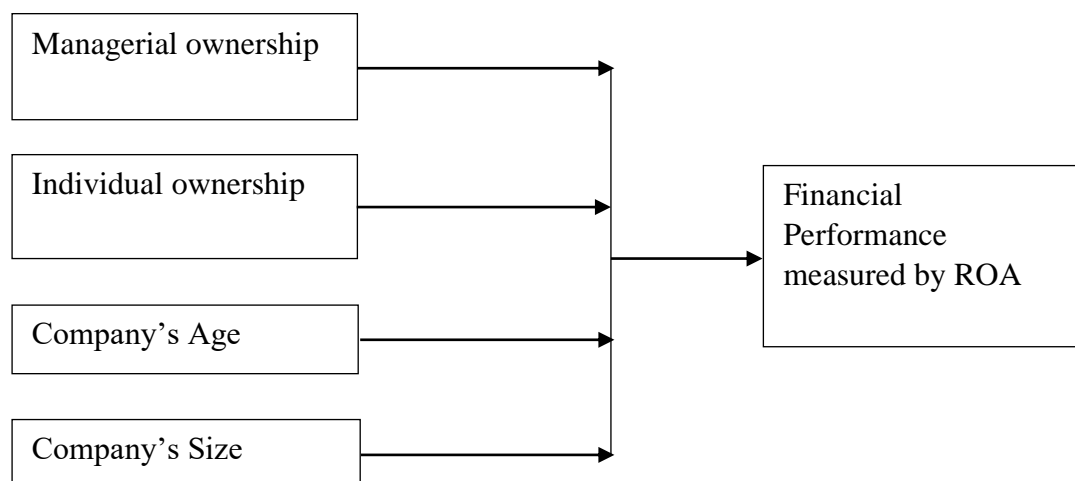 Managerial ownership
Individual ownership
Company’s Age
Company’s Size
Financial
Performance
measured by ROA